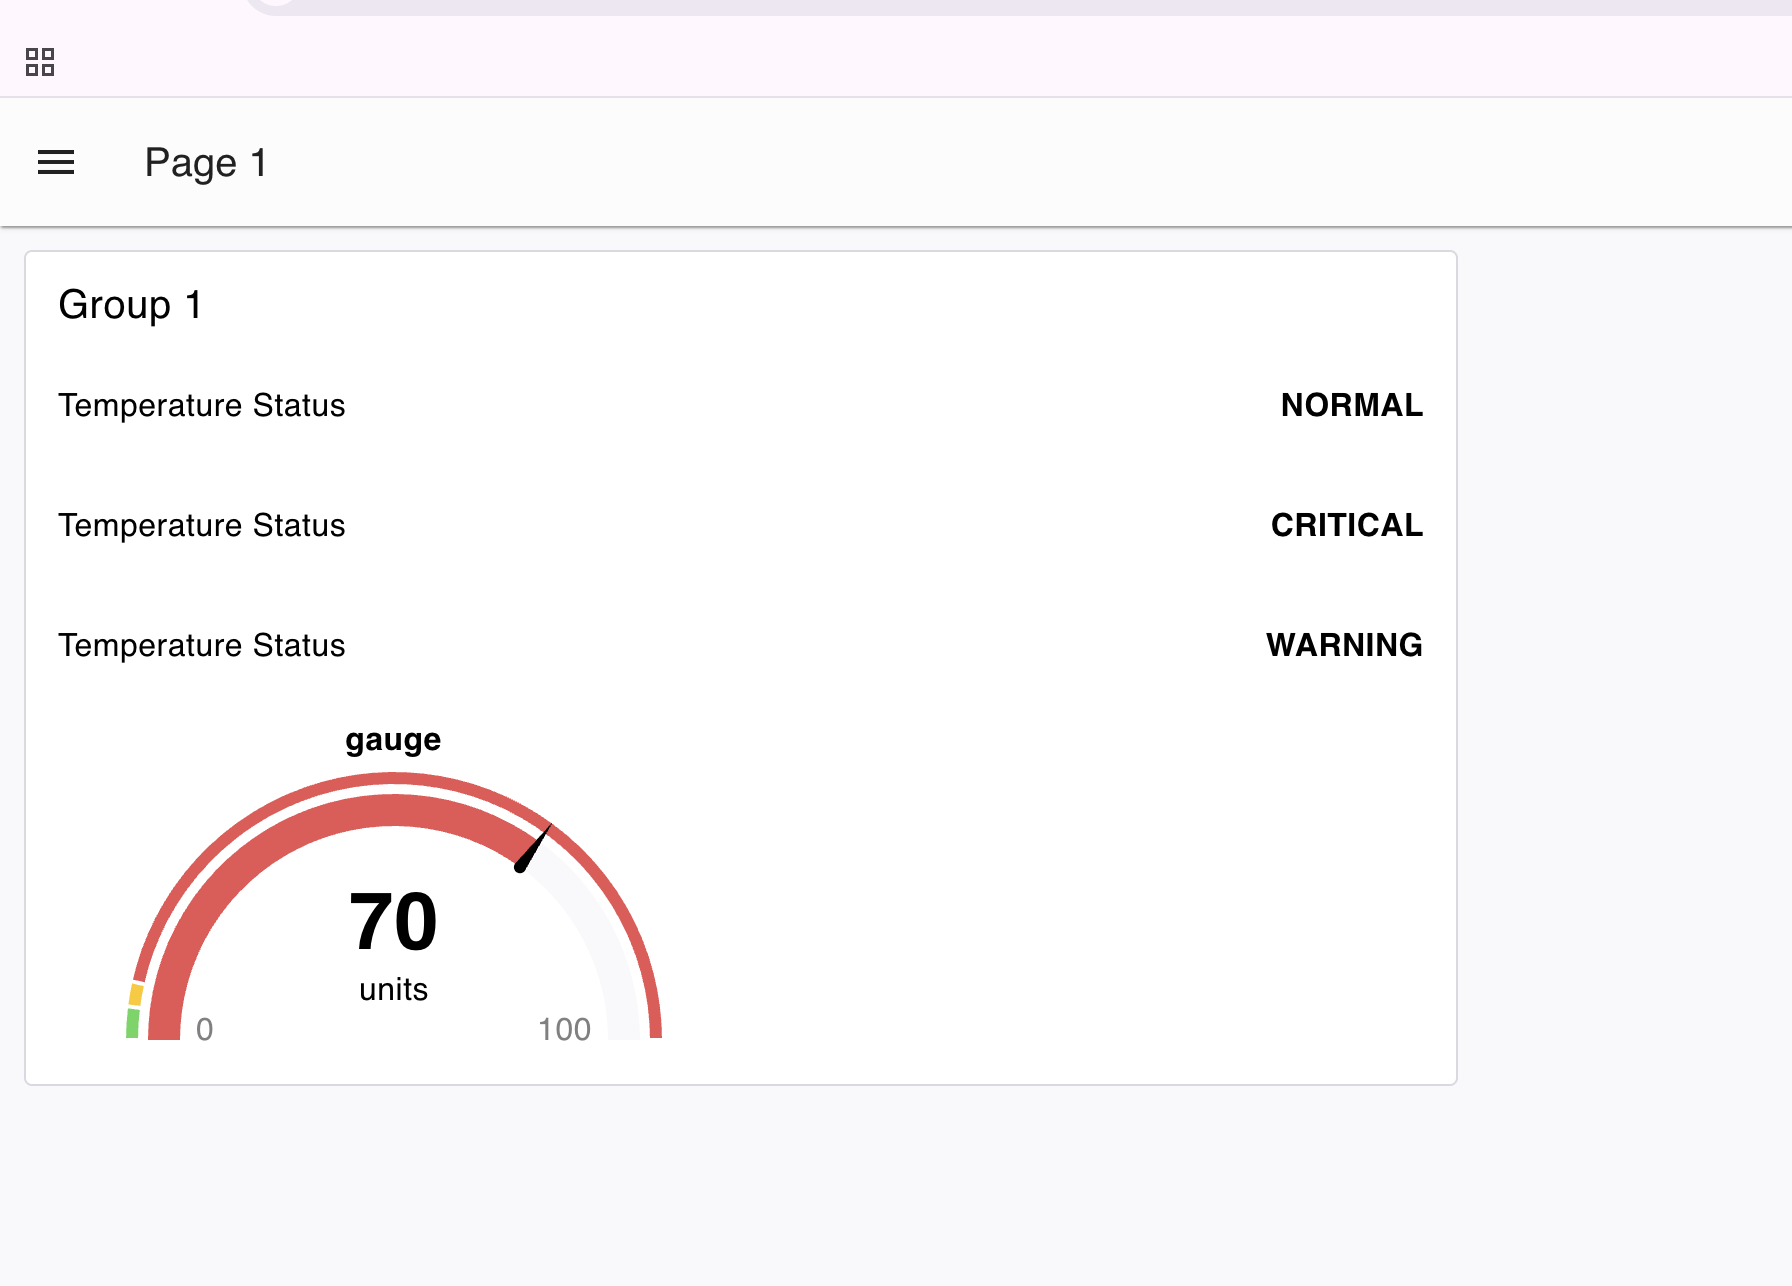 Page 1
Group 1
Temperature Status NORMAL
Temperature Status CRITICAL
Temperature Status WARNING
gauge
70
units
0 100